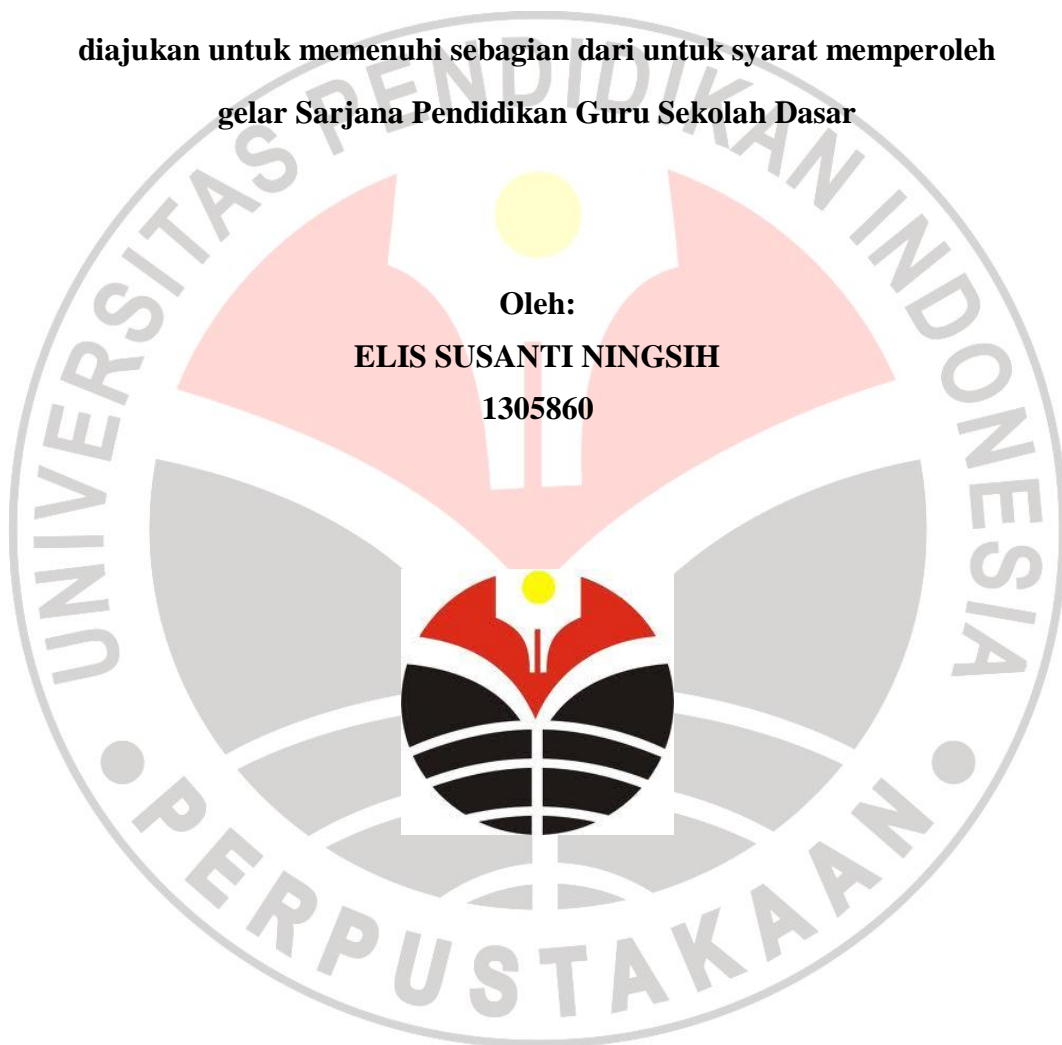 diajukan untuk memenuhi sebagian dari untuk syarat memperoleh
gelar Sarjana Pendidikan Guru Sekolah Dasar
Oleh:
ELIS SUSANTI NINGSIH
1305860
UNIVERSITAS PENDIDIKAN INDONESIA
PERPUSTAKAAN